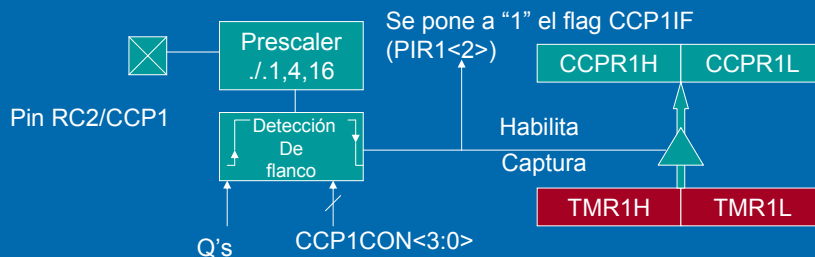 Se pone a “1” el flag CCP1IF
(PIR1<2>)
Prescaler
./.1,4,16
CCPR1H
CCPR1L
Pin RC2/CCP1
Detección
De
flanco
Habilita
Captura
TMR1H
TMR1L
Q's
CCP1CON<3:0>